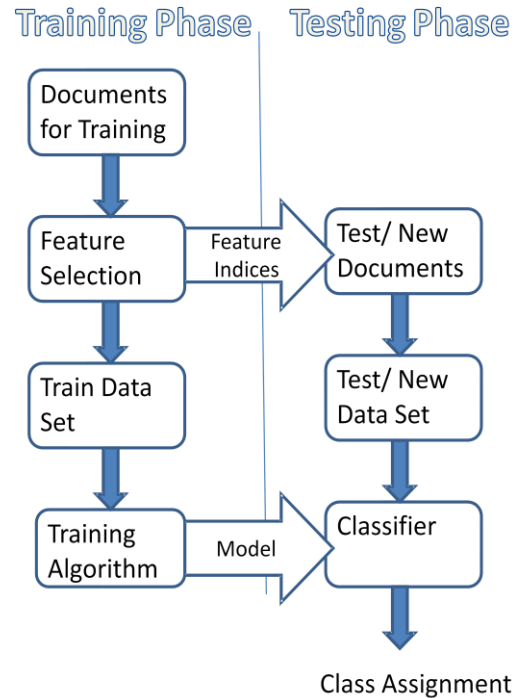 Training Phase
Testing Phase
Documents
for Training
Feature
Selection
Feature
Indices
Test/ New
Documents
Train Data
Set
Test/ New
Data Set
Training
Algorithm
Model
Classifier
Class Assignment